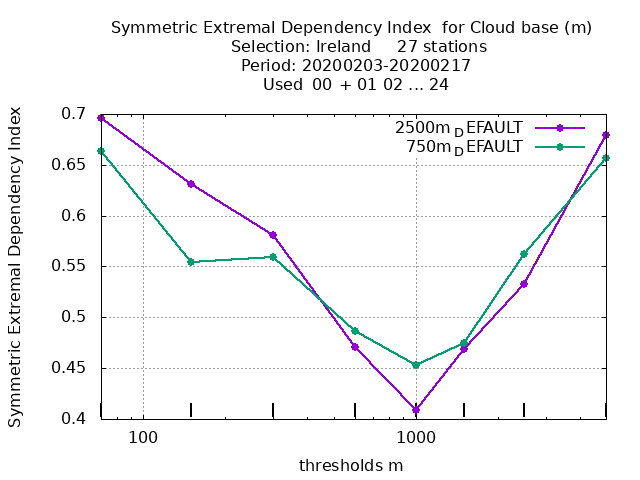 Symmetric Extremal Dependency Index for Cloud base (m)
Selection: Ireland 27 stations
Period: 20200203-20200217
Used 00 + 01 02 ... 24
2500m_DEFAULT
750m_DEFAULT
Symmetric Extremal Dependency Index
0.7
0.65
0.6
0.55
0.5
0.45
0.4
100 1000
thresholds m